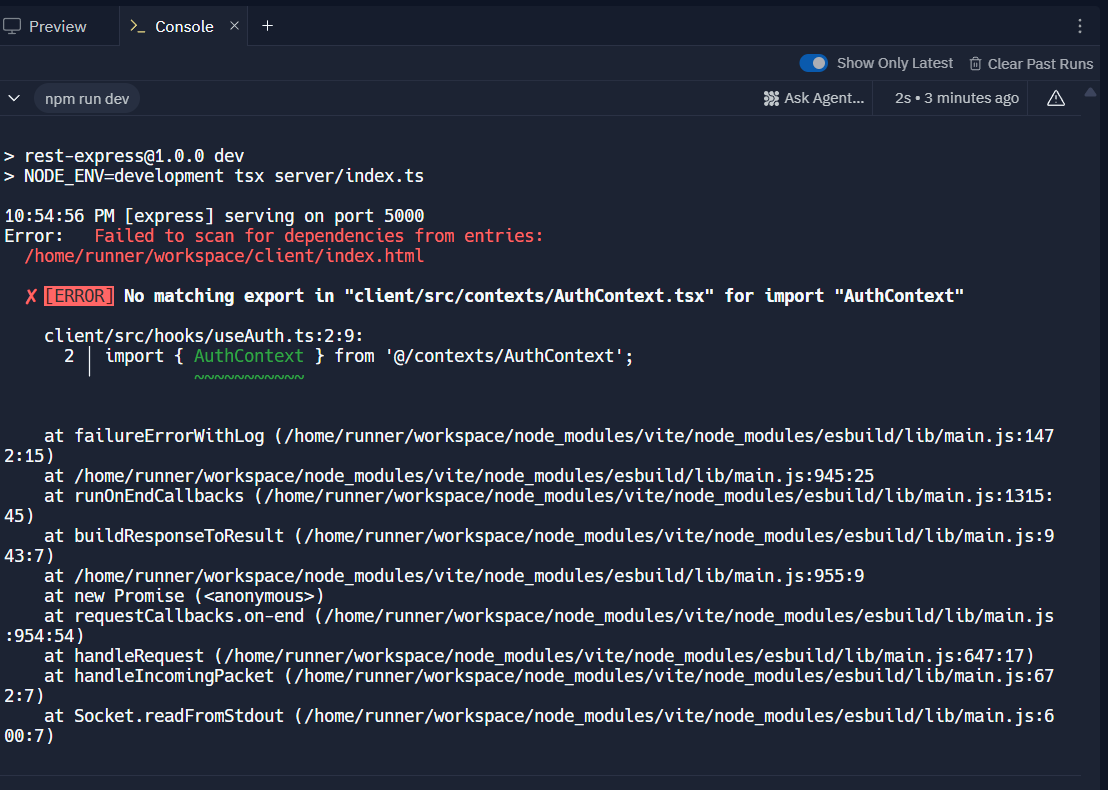 Preview
Console
Show Only Latest
Clear Past Runs
npm run dev
Ask Agent...
2s • 3 minutes ago
> rest-express@1.0.0 dev
> NODE_ENV=development tsx server/index.ts
10:54:56 PM [express] serving on port 5000
Error:   Failed to scan for dependencies from entries:
  /home/runner/workspace/client/index.html
  ✘ [ERROR] No matching export in "client/src/contexts/AuthContext.tsx" for import "AuthContext"
    client/src/hooks/useAuth.ts:2:9:
      2 │ import { AuthContext } from '@/contexts/AuthContext';
               ~~~~~~~~~~~
    at failureErrorWithLog (/home/runner/workspace/node_modules/vite/node_modules/esbuild/lib/main.js:147
2:15)
    at /home/runner/workspace/node_modules/vite/node_modules/esbuild/lib/main.js:945:25
    at runOnEndCallbacks (/home/runner/workspace/node_modules/vite/node_modules/esbuild/lib/main.js:1315:
45)
    at buildResponseToResult (/home/runner/workspace/node_modules/vite/node_modules/esbuild/lib/main.js:9
43:7)
    at /home/runner/workspace/node_modules/vite/node_modules/esbuild/lib/main.js:955:9
    at new Promise (<anonymous>)
    at requestCallbacks.on-end (/home/runner/workspace/node_modules/vite/node_modules/esbuild/lib/main.js
:954:54)
    at handleRequest (/home/runner/workspace/node_modules/vite/node_modules/esbuild/lib/main.js:647:17)
    at handleIncomingPacket (/home/runner/workspace/node_modules/vite/node_modules/esbuild/lib/main.js:67
2:7)
    at Socket.readFromStdout (/home/runner/workspace/node_modules/vite/node_modules/esbuild/lib/main.js:6
00:7)